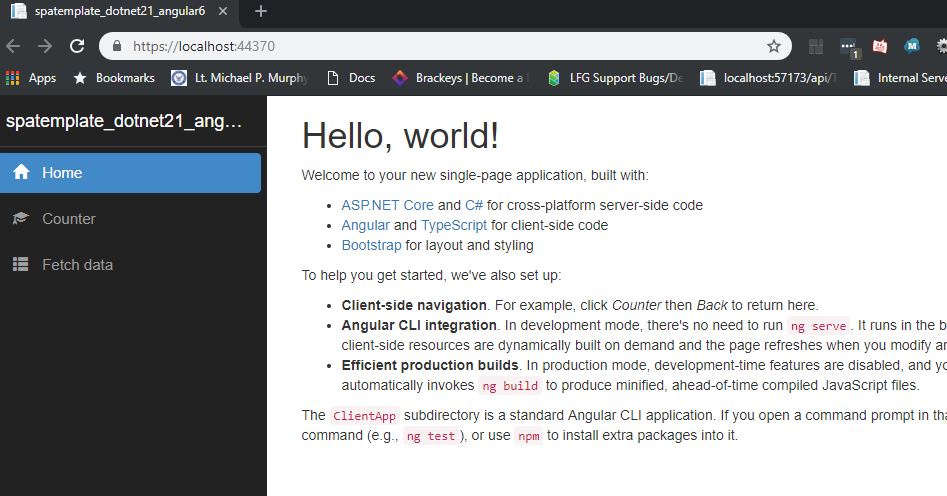 spatemplate_dotnet21_angular6
https://localhost:44370
1
Apps Bookmarks Lt. Michael P. Murphy Docs Brackeys | Become a LFG Support Bugs/De localhost:57173/api/ Internal Serve
spatemplate_dotnet21_ang...
Home
Counter
Fetch data
Hello, world!
Welcome to your new single-page application, built with:
• ASP.NET Core and C# for cross-platform server-side code
• Angular and TypeScript for client-side code
• Bootstrap for layout and styling
To help you get started, we've also set up:
• Client-side navigation. For example, click Counter then Back to return here.
• Angular CLI integration. In development mode, there's no need to run ng serve. It runs in the b
client-side resources are dynamically built on demand and the page refreshes when you modify an
• Efficient production builds. In production mode, development-time features are disabled, and yo
automatically invokes ng build to produce minified, ahead-of-time compiled JavaScript files.
The ClientApp subdirectory is a standard Angular CLI application. If you open a command prompt in tha
command (e.g., ng test), or use npm to install extra packages into it.